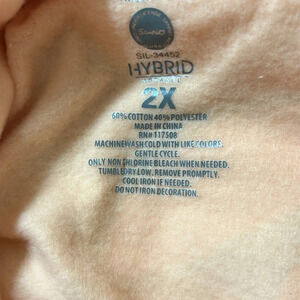 Sanrio
SIL-34452
HYBRID
APPAREL
2X
60% COTTON 40% POLYESTER
MADE IN CHINA
RN# 117508
MACHINE WASH COLD WITH LIKE COLORS.
GENTLE CYCLE.
ONLY NON CHLORINE BLEACH WHEN NEEDED.
TUMBLE DRY LOW. REMOVE PROMPTLY.
COOL IRON IF NEEDED.
DO NOT IRON DECORATION.